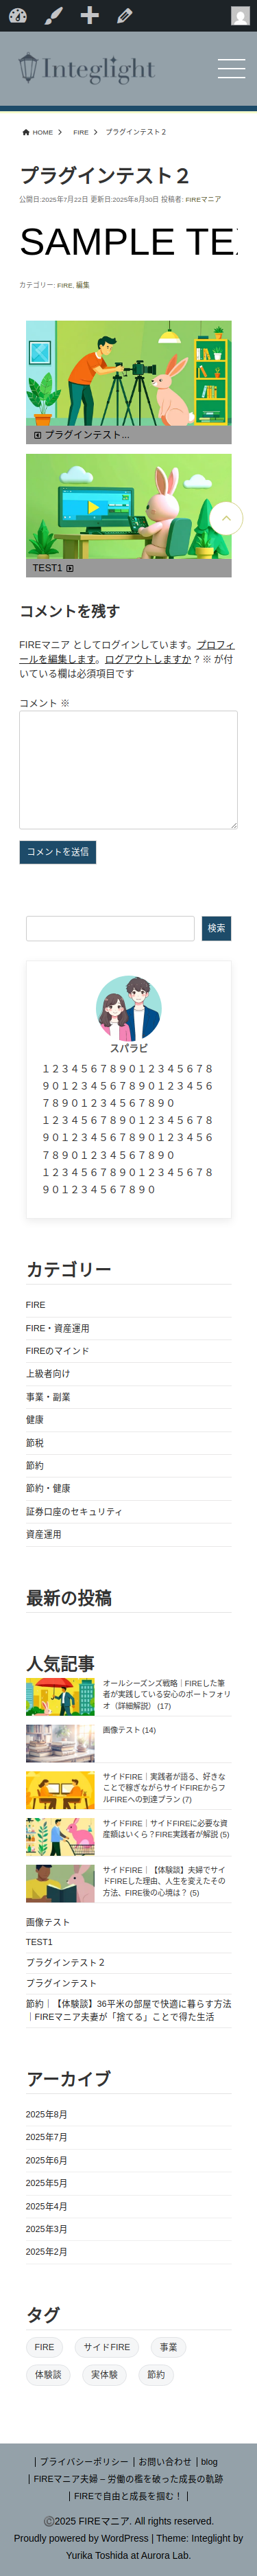 Integlight
HOME > FIRE > プラグインテスト２
プラグインテスト２
公開日:2025年7月22日 更新日:2025年8月30日 投稿者: FIREマニア
SAMPLE TE
カテゴリー: FIRE, 編集
プラグインテスト...
TEST1
コメントを残す
FIREマニア としてログインしています。プロフィ
ールを編集します。ログアウトしますか ? ※ が付
いている欄は必須項目です
コメント ※
コメントを送信
検索
スパラビ
１２３４５６７８９０１２３４５６７８
９０１２３４５６７８９０１２３４５６
７８９０１２３４５６７８９０
１２３４５６７８９０１２３４５６７８
９０１２３４５６７８９０１２３４５６
７８９０１２３４５６７８９０
１２３４５６７８９０１２３４５６７８
９０１２３４５６７８９０
カテゴリー
FIRE
FIRE・資産運用
FIREのマインド
上級者向け
事業・副業
健康
節税
節約
節約・健康
証券口座のセキュリティ
資産運用
最新の投稿
人気記事
オールシーズンズ戦略｜FIREした筆
者が実践している安心のポートフォリ
オ（詳細解説） (17)
画像テスト (14)
サイドFIRE｜実践者が語る、好きな
ことで稼ぎながらサイドFIREからフ
ルFIREへの到達プラン (7)
サイドFIRE｜サイドFIREに必要な資
産額はいくら？FIRE実践者が解説 (5)
サイドFIRE｜【体験談】夫婦でサイ
ドFIREした理由、人生を変えたその
方法、FIRE後の心境は？ (5)
画像テスト
TEST1
プラグインテスト２
プラグインテスト
節約｜【体験談】36平米の部屋で快適に暮らす方法
｜FIREマニア夫妻が「捨てる」ことで得た生活
アーカイブ
2025年8月
2025年7月
2025年6月
2025年5月
2025年4月
2025年3月
2025年2月
タグ
FIRE サイドFIRE 事業
体験談 実体験 節約
| プライバシーポリシー | お問い合わせ | blog
| FIREマニア夫婦 – 労働の檻を破った成長の軌跡
| FIREで自由と成長を掴む！ |
©2025 FIREマニア. All rights reserved.
Proudly powered by WordPress | Theme: Integlight by
Yurika Toshida at Aurora Lab.